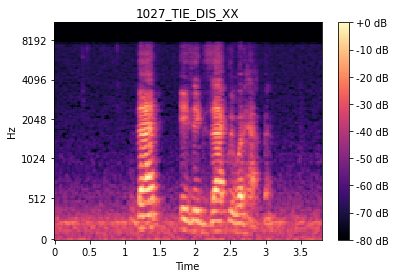 1027_TIE_DIS_XX
8192
4096
2048
1024
512
0
Hz
0 0.5 1 1.5 2 2.5 3 3.5
Time
+0 dB
-10 dB
-20 dB
-30 dB
-40 dB
-50 dB
-60 dB
-70 dB
-80 dB